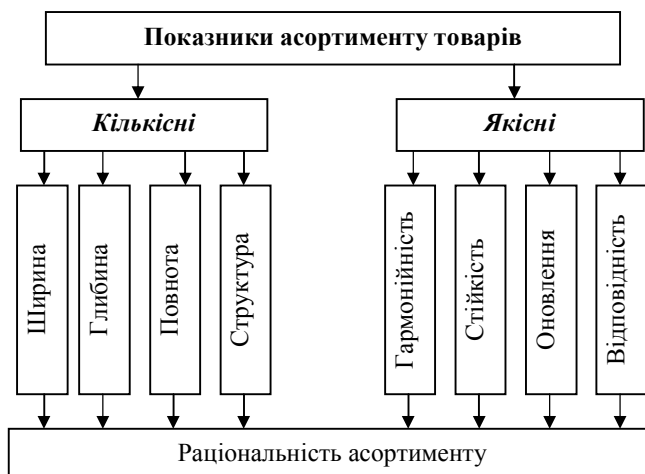 Показники асортименту товарів
Кількісні
Якісні
Ширина
Глибина
Повнота
Структура
Гармонійність
Стійкість
Оновлення
Відповідність
Раціональність асортименту